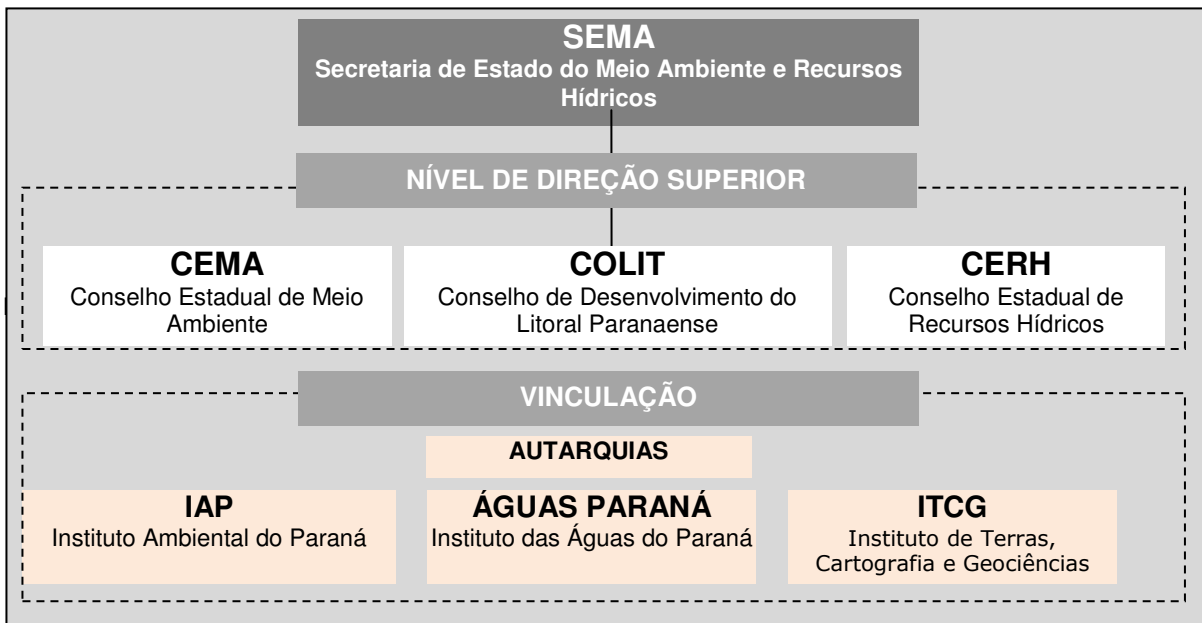 SEMA
Secretaria de Estado do Meio Ambiente e Recursos
Hídricos
NÍVEL DE DIREÇÃO SUPERIOR
CEMA
Conselho Estadual de Meio
Ambiente
COLIT
Conselho de Desenvolvimento do
Litoral Paranaense
CERH
Conselho Estadual de
Recursos Hídricos
VINCULAÇÃO
AUTARQUIAS
IAP
Instituto Ambiental do Paraná
ÁGUAS PARANÁ
Instituto das Águas do Paraná
ITCG
Instituto de Terras,
Cartografia e Geociências